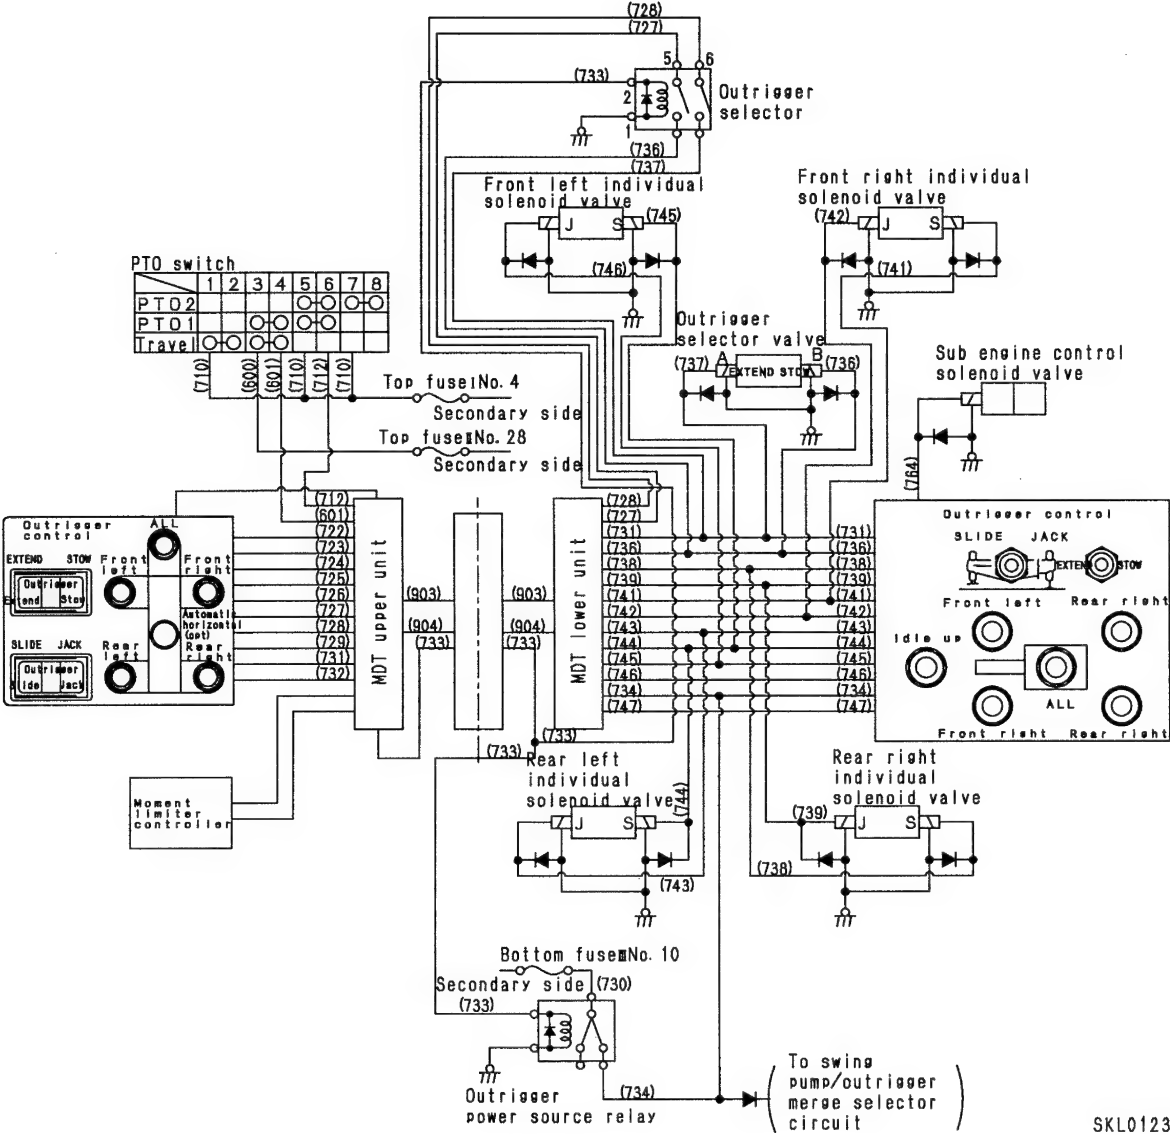 (728)
(727)
5 6
(733)
2
1
Outrigger
selector
(736)
(737)
Front left individual
solenoid valve
J S
(745)
(746)
Front right individual
solenoid valve
(742)
J S
(741)
PTO switch
1 2 3 4 5 6 7 8
PTO2
PTO1
Travel
(710) (600) (601) (710) (712) (710)
Top fuseⅠNo. 4
Secondary side
Top fuseⅡNo. 28
Secondary side
Outrigger
selector valve
(737) A B (736)
EXTEND STOW
Sub engine control
solenoid valve
(764)
Outrigger
control
ALL
EXTEND STOW
Outrigger
Extend Stow
Front
left
Front
right
Automatic
horizontal
(opt)
SLIDE JACK
Outrigger
Slide Jack
Rear
left
Rear
right
(712)
(601)
(722)
(723)
(724)
(725)
(726)
(727)
(728)
(729)
(731)
(732)
MDT upper unit
(903)
(904)
(733)
(903)
(904)
(733)
(733)
(733)
MDT lower unit
(728)
(727)
(731)
(736)
(738)
(739)
(741)
(742)
(743)
(744)
(745)
(746)
(734)
(747)
(731)
(736)
(738)
(739)
(741)
(742)
(743)
(744)
(745)
(746)
(734)
(747)
Outrigger control
SLIDE JACK
EXTEND STOW
Front left Rear right
Idle up
ALL
Front right Rear right
Moment
limiter
controller
Rear left
individual
solenoid valve
(744)
J S
(743)
Rear right
individual
solenoid valve
(739)
J S
(738)
Bottom fuseⅢNo. 10
Secondary side
(730)
(733)
Outrigger
power source relay
(734)
To swing
pump/outrigger
merge selector
circuit
SKL0123